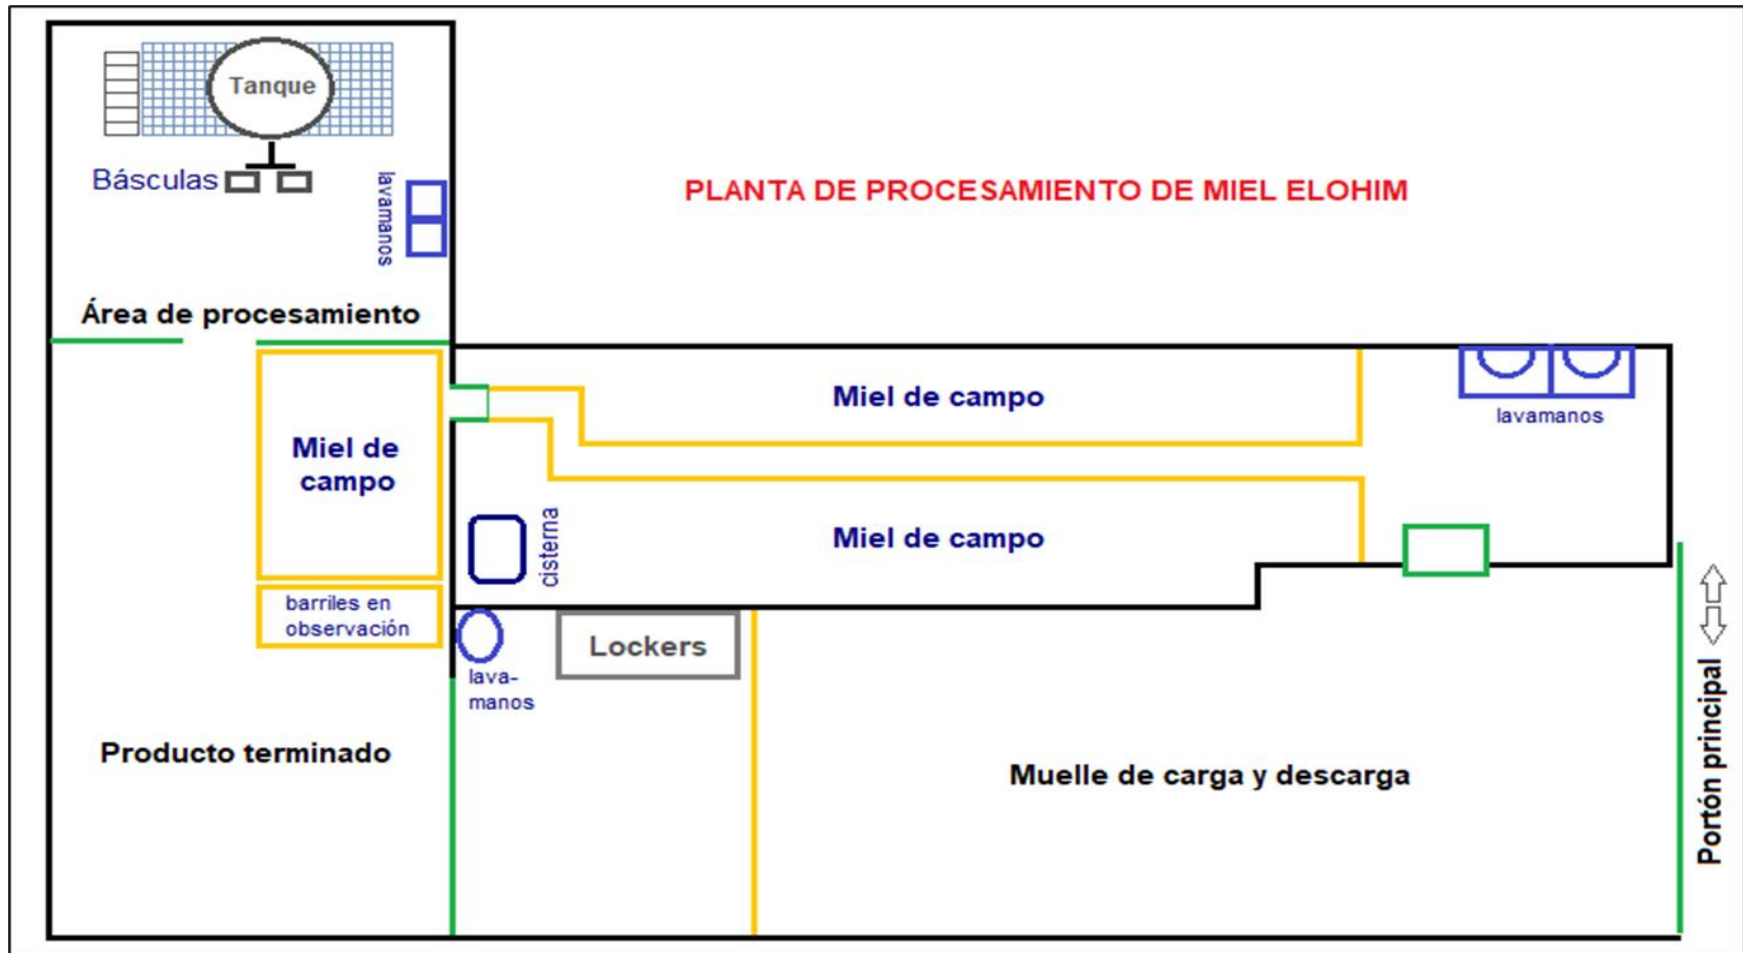 Tanque
Básculas
lavamanos
PLANTA DE PROCESAMIENTO DE MIEL ELOHIM
Área de procesamiento
Miel de campo
lavamanos
Miel de
campo
Miel de campo
cisterna
barriles en
observación
Lockers
lava-
manos
Portón principal
Producto terminado
Muelle de carga y descarga